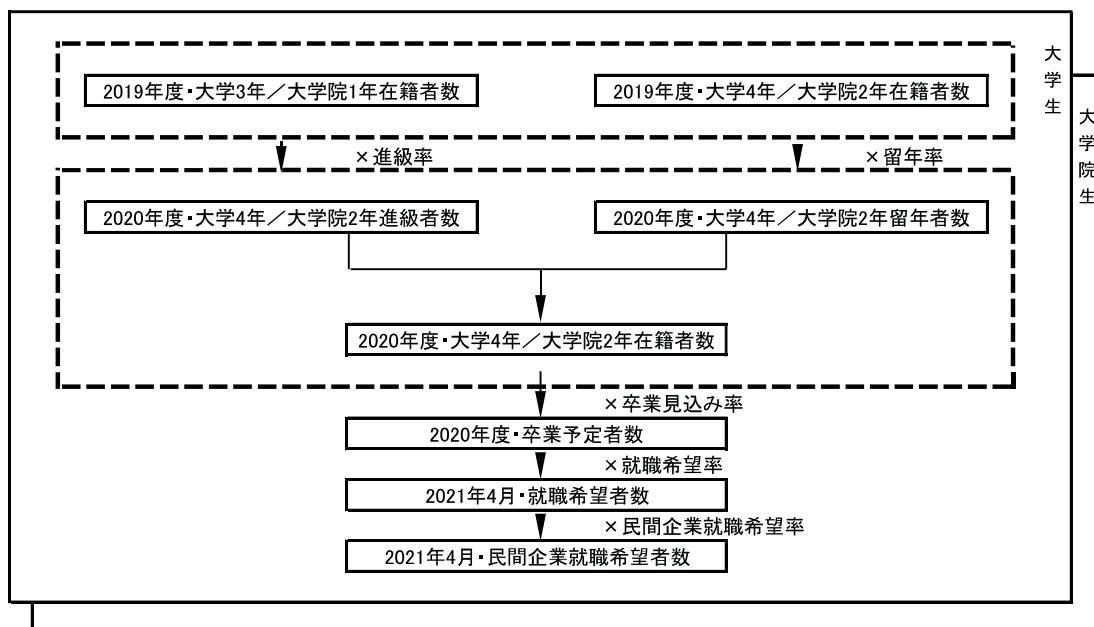 大学生
大学院生
2019年度・大学3年／大学院1年在籍者数
2019年度・大学4年／大学院2年在籍者数
×進級率
×留年率
2020年度・大学4年／大学院2年進級者数
2020年度・大学4年／大学院2年留年者数
2020年度・大学4年／大学院2年在籍者数
×卒業見込み率
2020年度・卒業予定者数
×就職希望率
2021年4月・就職希望者数
×民間企業就職希望率
2021年4月・民間企業就職希望者数